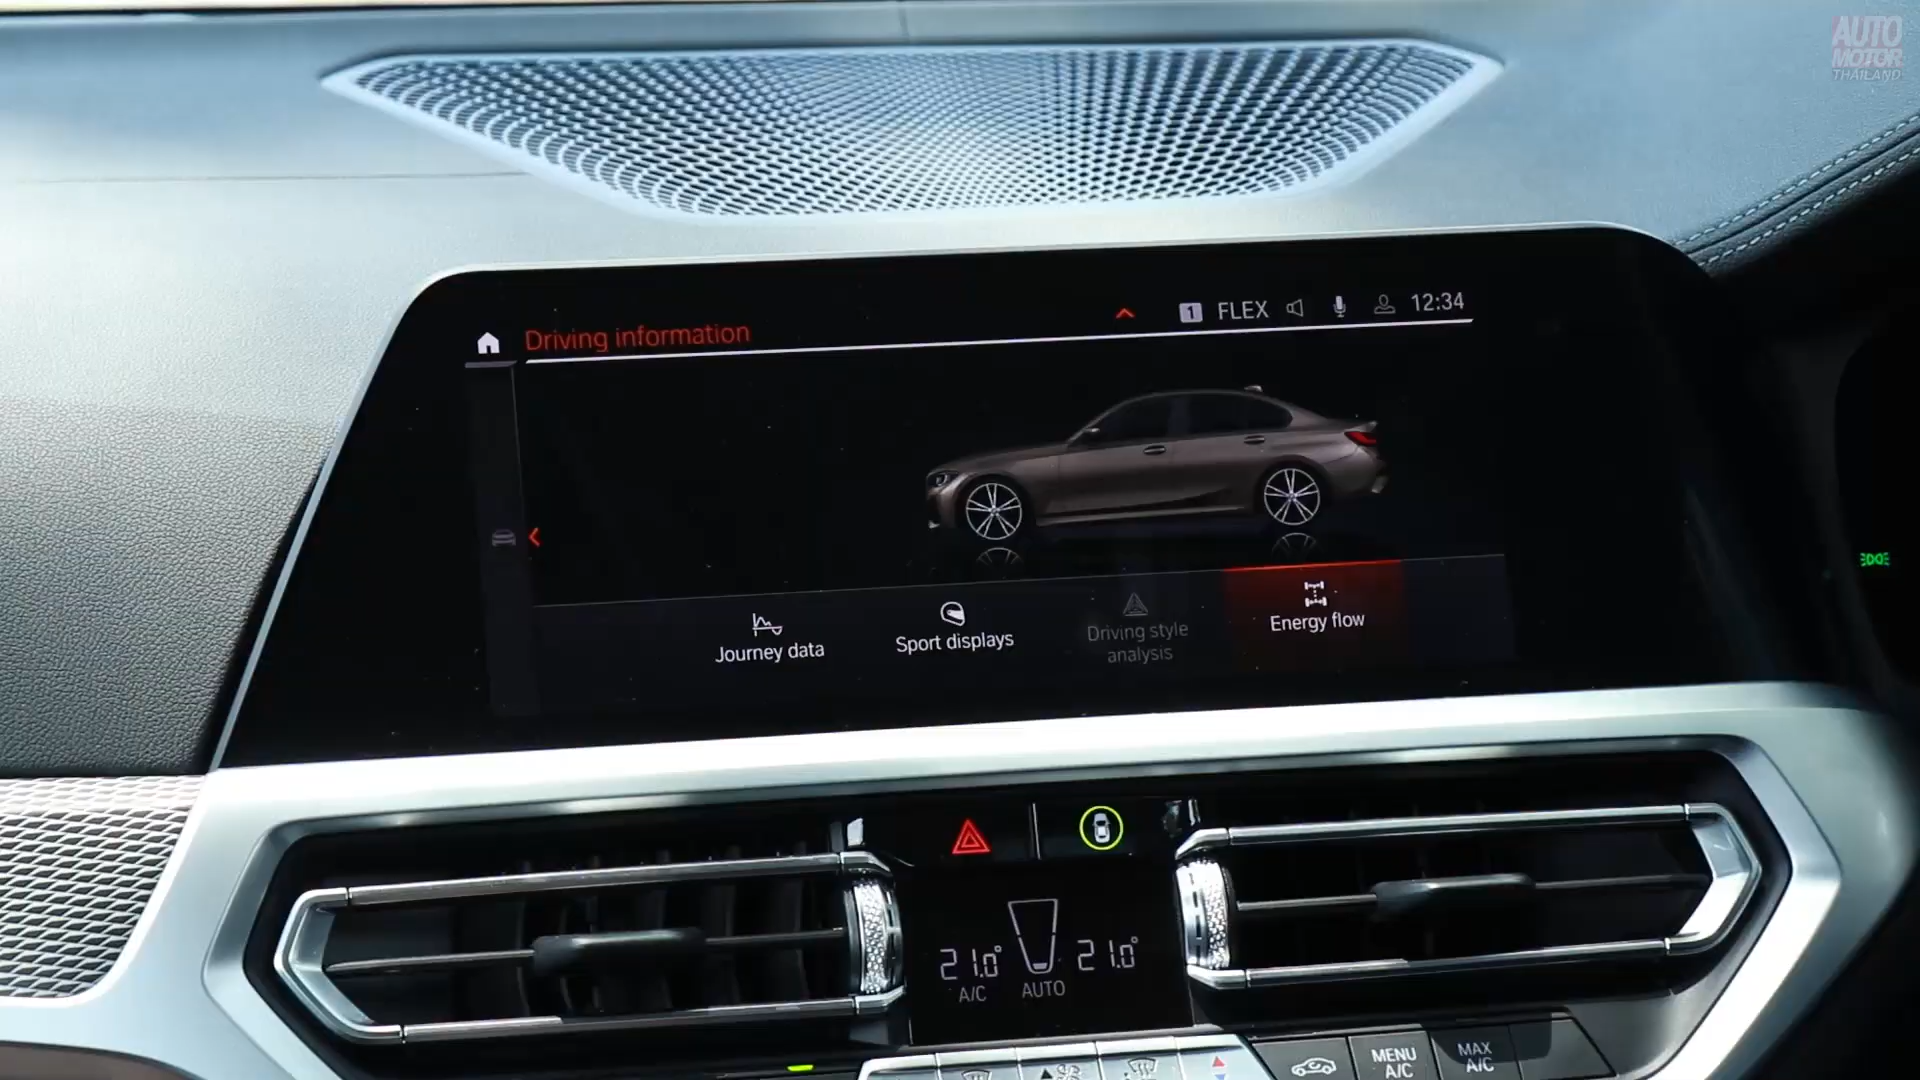 AUTO
MOTOR
THAILAND
Driving information
1 FLEX 12:34
Journey data
Sport displays
Driving style
analysis
Energy flow
21.0° 21.0°
A/C AUTO
MENU
A/C
MAX
A/C